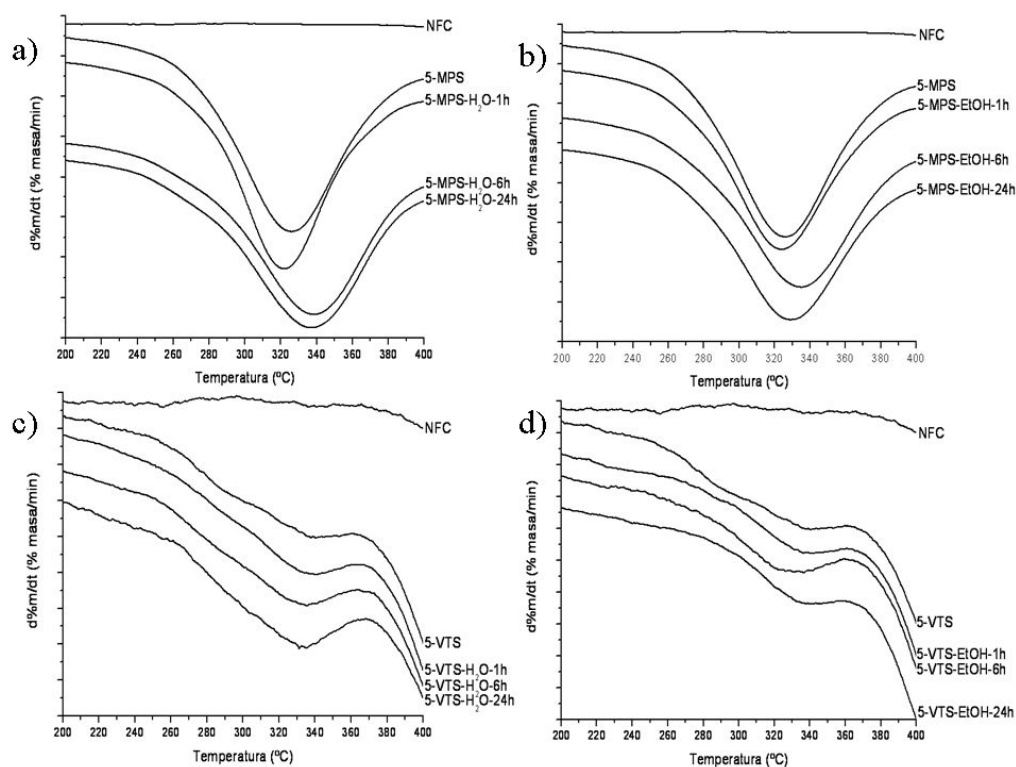 a)
NFC
5-MPS
5-MPS-H2O-1h
5-MPS-H2O-6h
5-MPS-H2O-24h
d%m/dt (% masa/min)
200 220 240 260 280 300 320 340 360 380 400
Temperatura (ºC)
b)
NFC
5-MPS
5-MPS-EtOH-1h
5-MPS-EtOH-6h
5-MPS-EtOH-24h
d%m/dt (% masa/min)
200 220 240 260 280 300 320 340 360 380 400
Temperatura (ºC)
c)
NFC
5-VTS
5-VTS-H2O-1h
5-VTS-H2O-6h
5-VTS-H2O-24h
d%m/dt (% masa/min)
200 220 240 260 280 300 320 340 360 380 400
Temperatura (ºC)
d)
NFC
5-VTS
5-VTS-EtOH-1h
5-VTS-EtOH-6h
5-VTS-EtOH-24h
d%m/dt (% masa/min)
200 220 240 260 280 300 320 340 360 380 400
Temperatura (ºC)